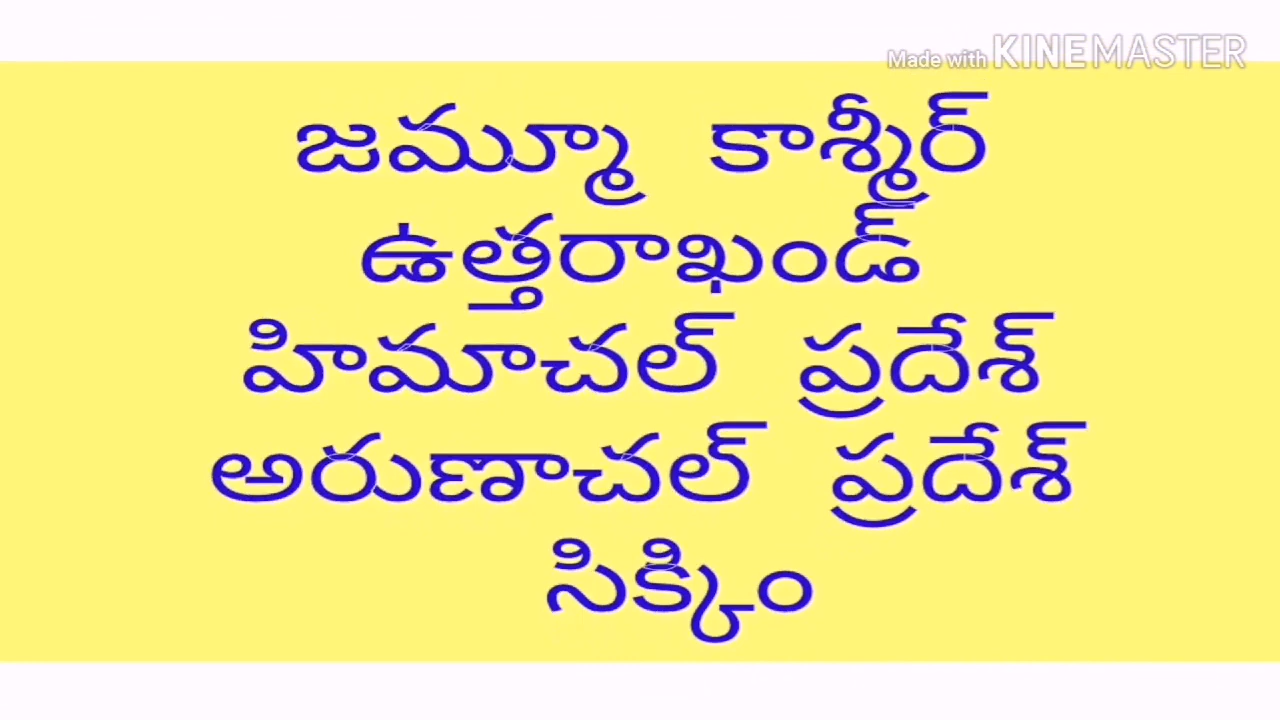 Made with KINEMASTER
జమ్మూ కాశ్మీర్
ఉత్తరాఖండ్
హిమాచల్ ప్రదేశ్
అరుణాచల్ ప్రదేశ్
సిక్కిం